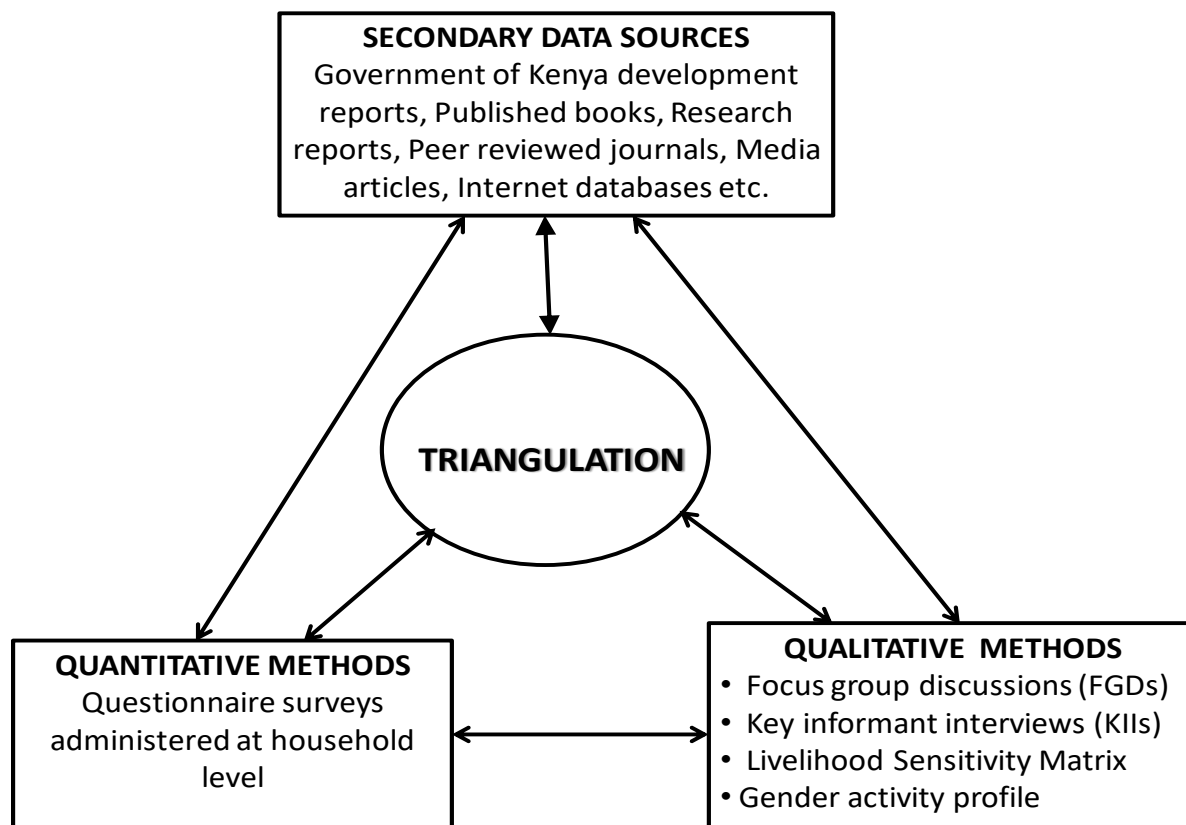 SECONDARY DATA SOURCES
Government of Kenya development
reports, Published books, Research
reports, Peer reviewed journals, Media
articles, Internet databases etc.
TRIANGULATION
QUANTITATIVE METHODS
Questionnaire surveys
administered at household
level
QUALITATIVE METHODS
• Focus group discussions (FGDs)
• Key informant interviews (KIIs)
• Livelihood Sensitivity Matrix
• Gender activity profile